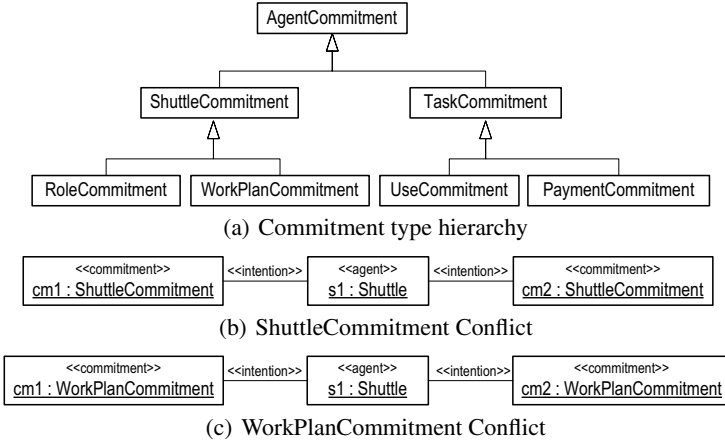 AgentCommitment
ShuttleCommitment TaskCommitment
RoleCommitment WorkPlanCommitment UseCommitment PaymentCommitment
(a) Commitment type hierarchy
<<commitment>> <<intention>> <<agent>> <<intention>> <<commitment>>
cm1 : ShuttleCommitment s1 : Shuttle cm2 : ShuttleCommitment
(b) ShuttleCommitment Conflict
<<commitment>> <<intention>> <<agent>> <<intention>> <<commitment>>
cm1 : WorkPlanCommitment s1 : Shuttle cm2 : WorkPlanCommitment
(c) WorkPlanCommitment Conflict